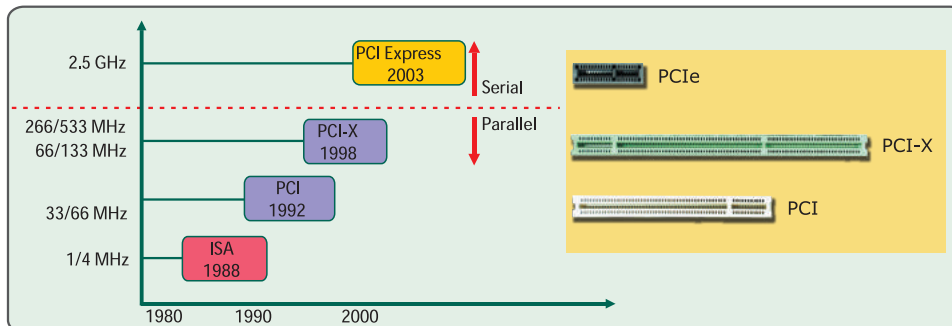 2.5 GHz
PCI Express
2003
Serial
266/533 MHz
66/133 MHz
PCI-X
1998
Parallel
33/66 MHz
PCI
1992
1/4 MHz
ISA
1988
1980
1990
2000
PCIe
PCI-X
PCI